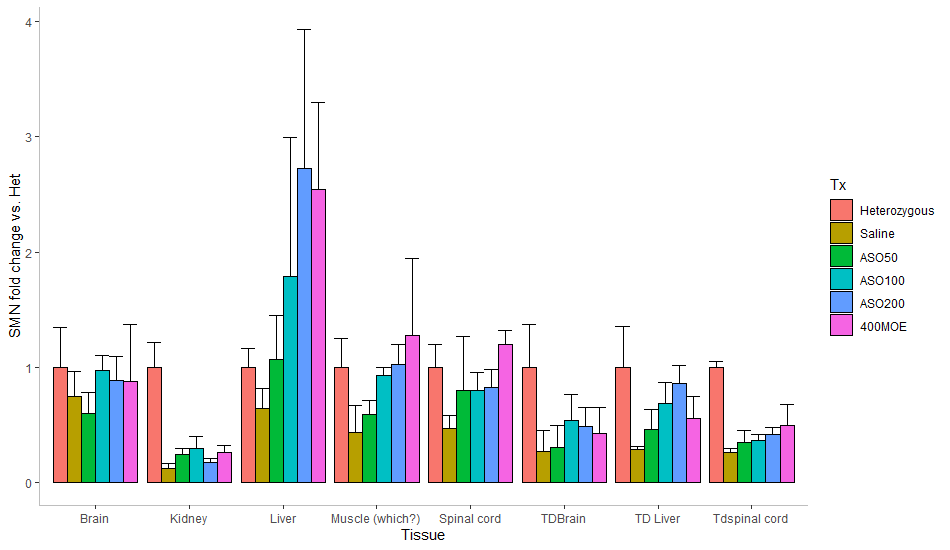 SMN fold change vs. Het
4
3
2
1
0
Brain
Kidney
Liver
Muscle (which?)
Spinal cord
TDBrain
TD Liver
Tdspinal cord
Tissue
Tx
Heterozygous
Saline
ASO50
ASO100
ASO200
400MOE